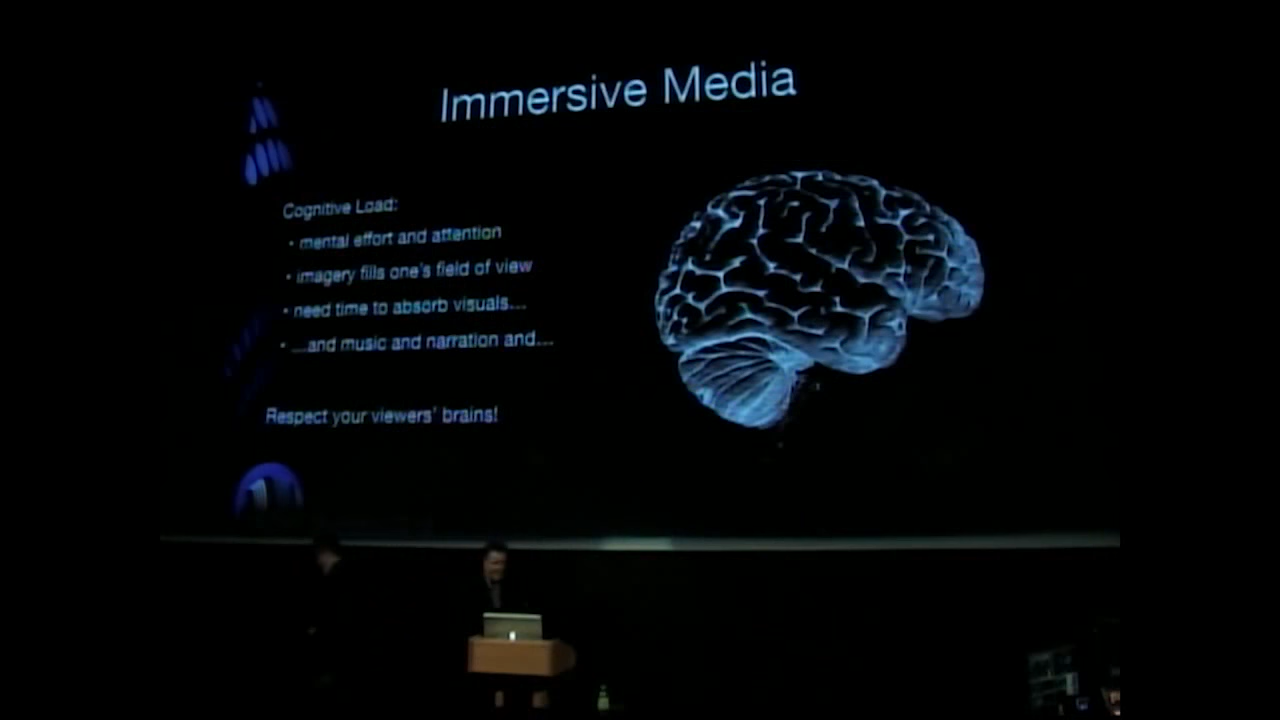 Immersive Media
Cognitive Load:
• mental effort and attention
• imagery fills one's field of view
• need time to absorb visuals...
• ...and music and narration and...
Respect your viewers' brains!